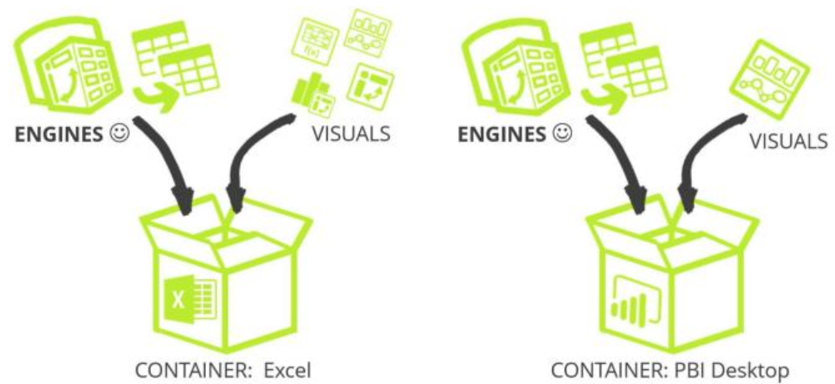 f(x)
ENGINES ☺
VISUALS
X
CONTAINER: Excel
ENGINES ☺
VISUALS
CONTAINER: PBI Desktop